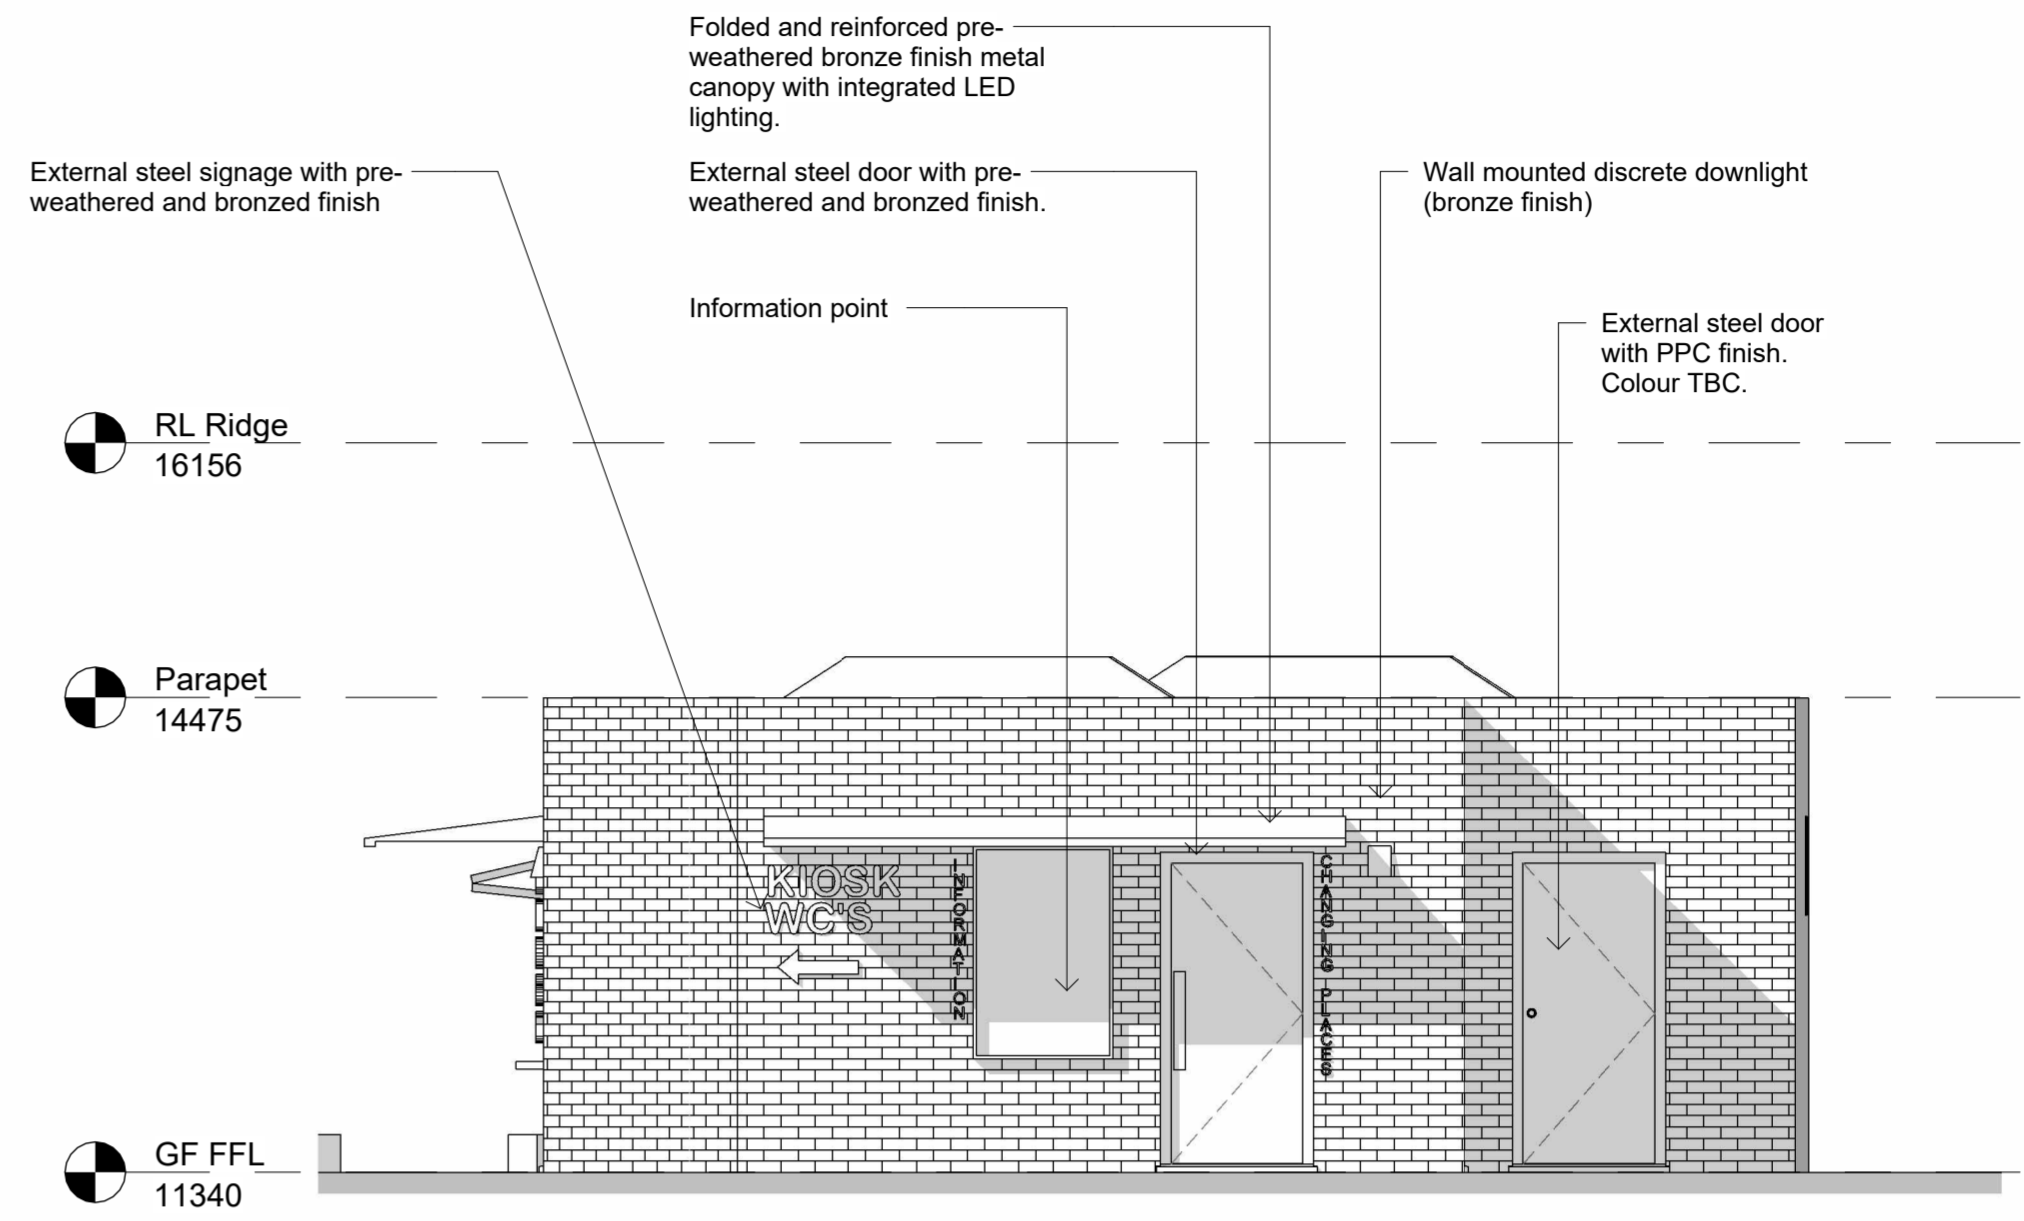 Folded and reinforced pre-
weathered bronze finish metal
canopy with integrated LED
lighting.
External steel signage with pre-
weathered and bronzed finish
External steel door with pre-
weathered and bronzed finish.
Wall mounted discrete downlight
(bronze finish)
Information point
External steel door
with PPC finish.
Colour TBC.
RL Ridge
16156
Parapet
14475
KIOSK
WC'S
INFORMATION
CHANGING PLACES
GF FFL
11340